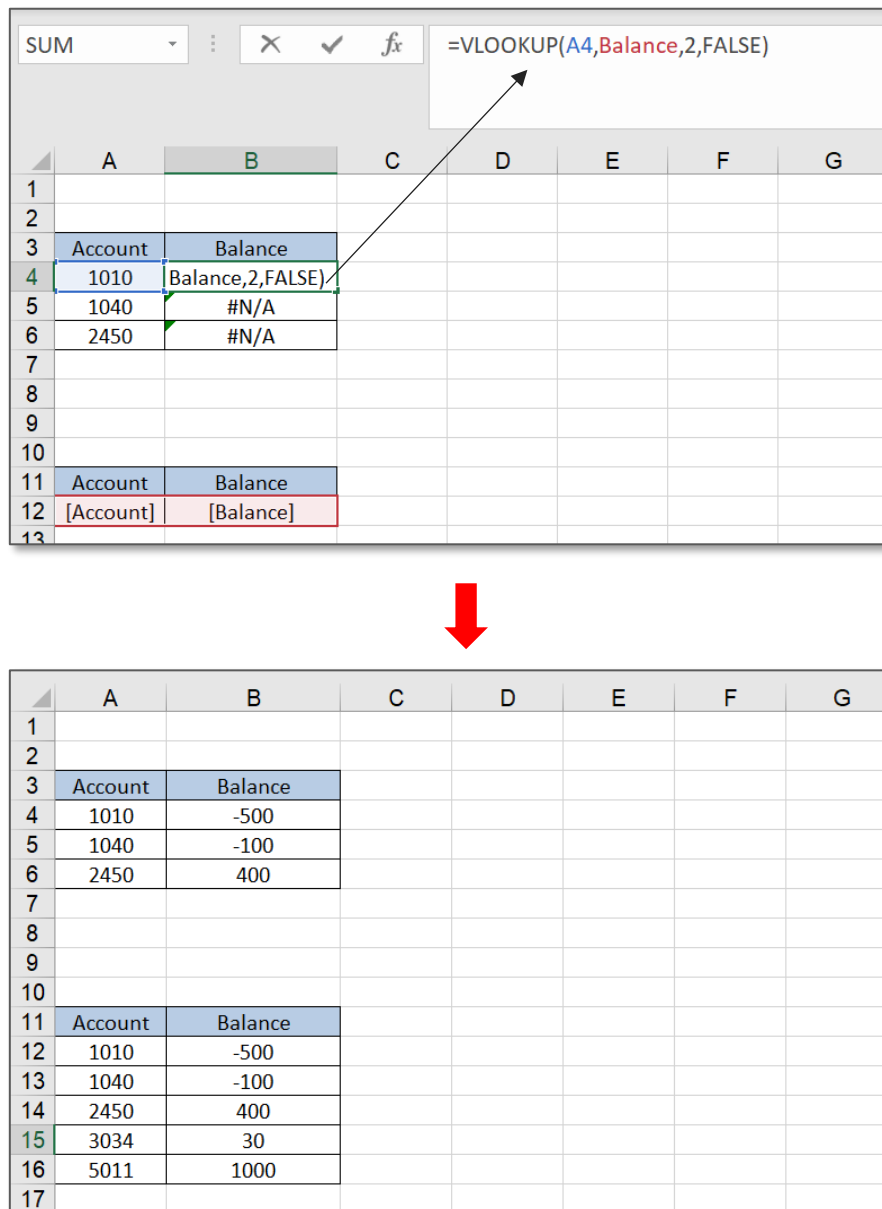 SUM fx =VLOOKUP(A4,Balance,2,FALSE)
A B C D E F G
1
2
3 Account Balance
4 1010 Balance,2,FALSE)
5 1040 #N/A
6 2450 #N/A
7
8
9
10
11 Account Balance
12 [Account] [Balance]
13
A B C D E F G
1
2
3 Account Balance
4 1010 -500
5 1040 -100
6 2450 400
7
8
9
10
11 Account Balance
12 1010 -500
13 1040 -100
14 2450 400
15 3034 30
16 5011 1000
17